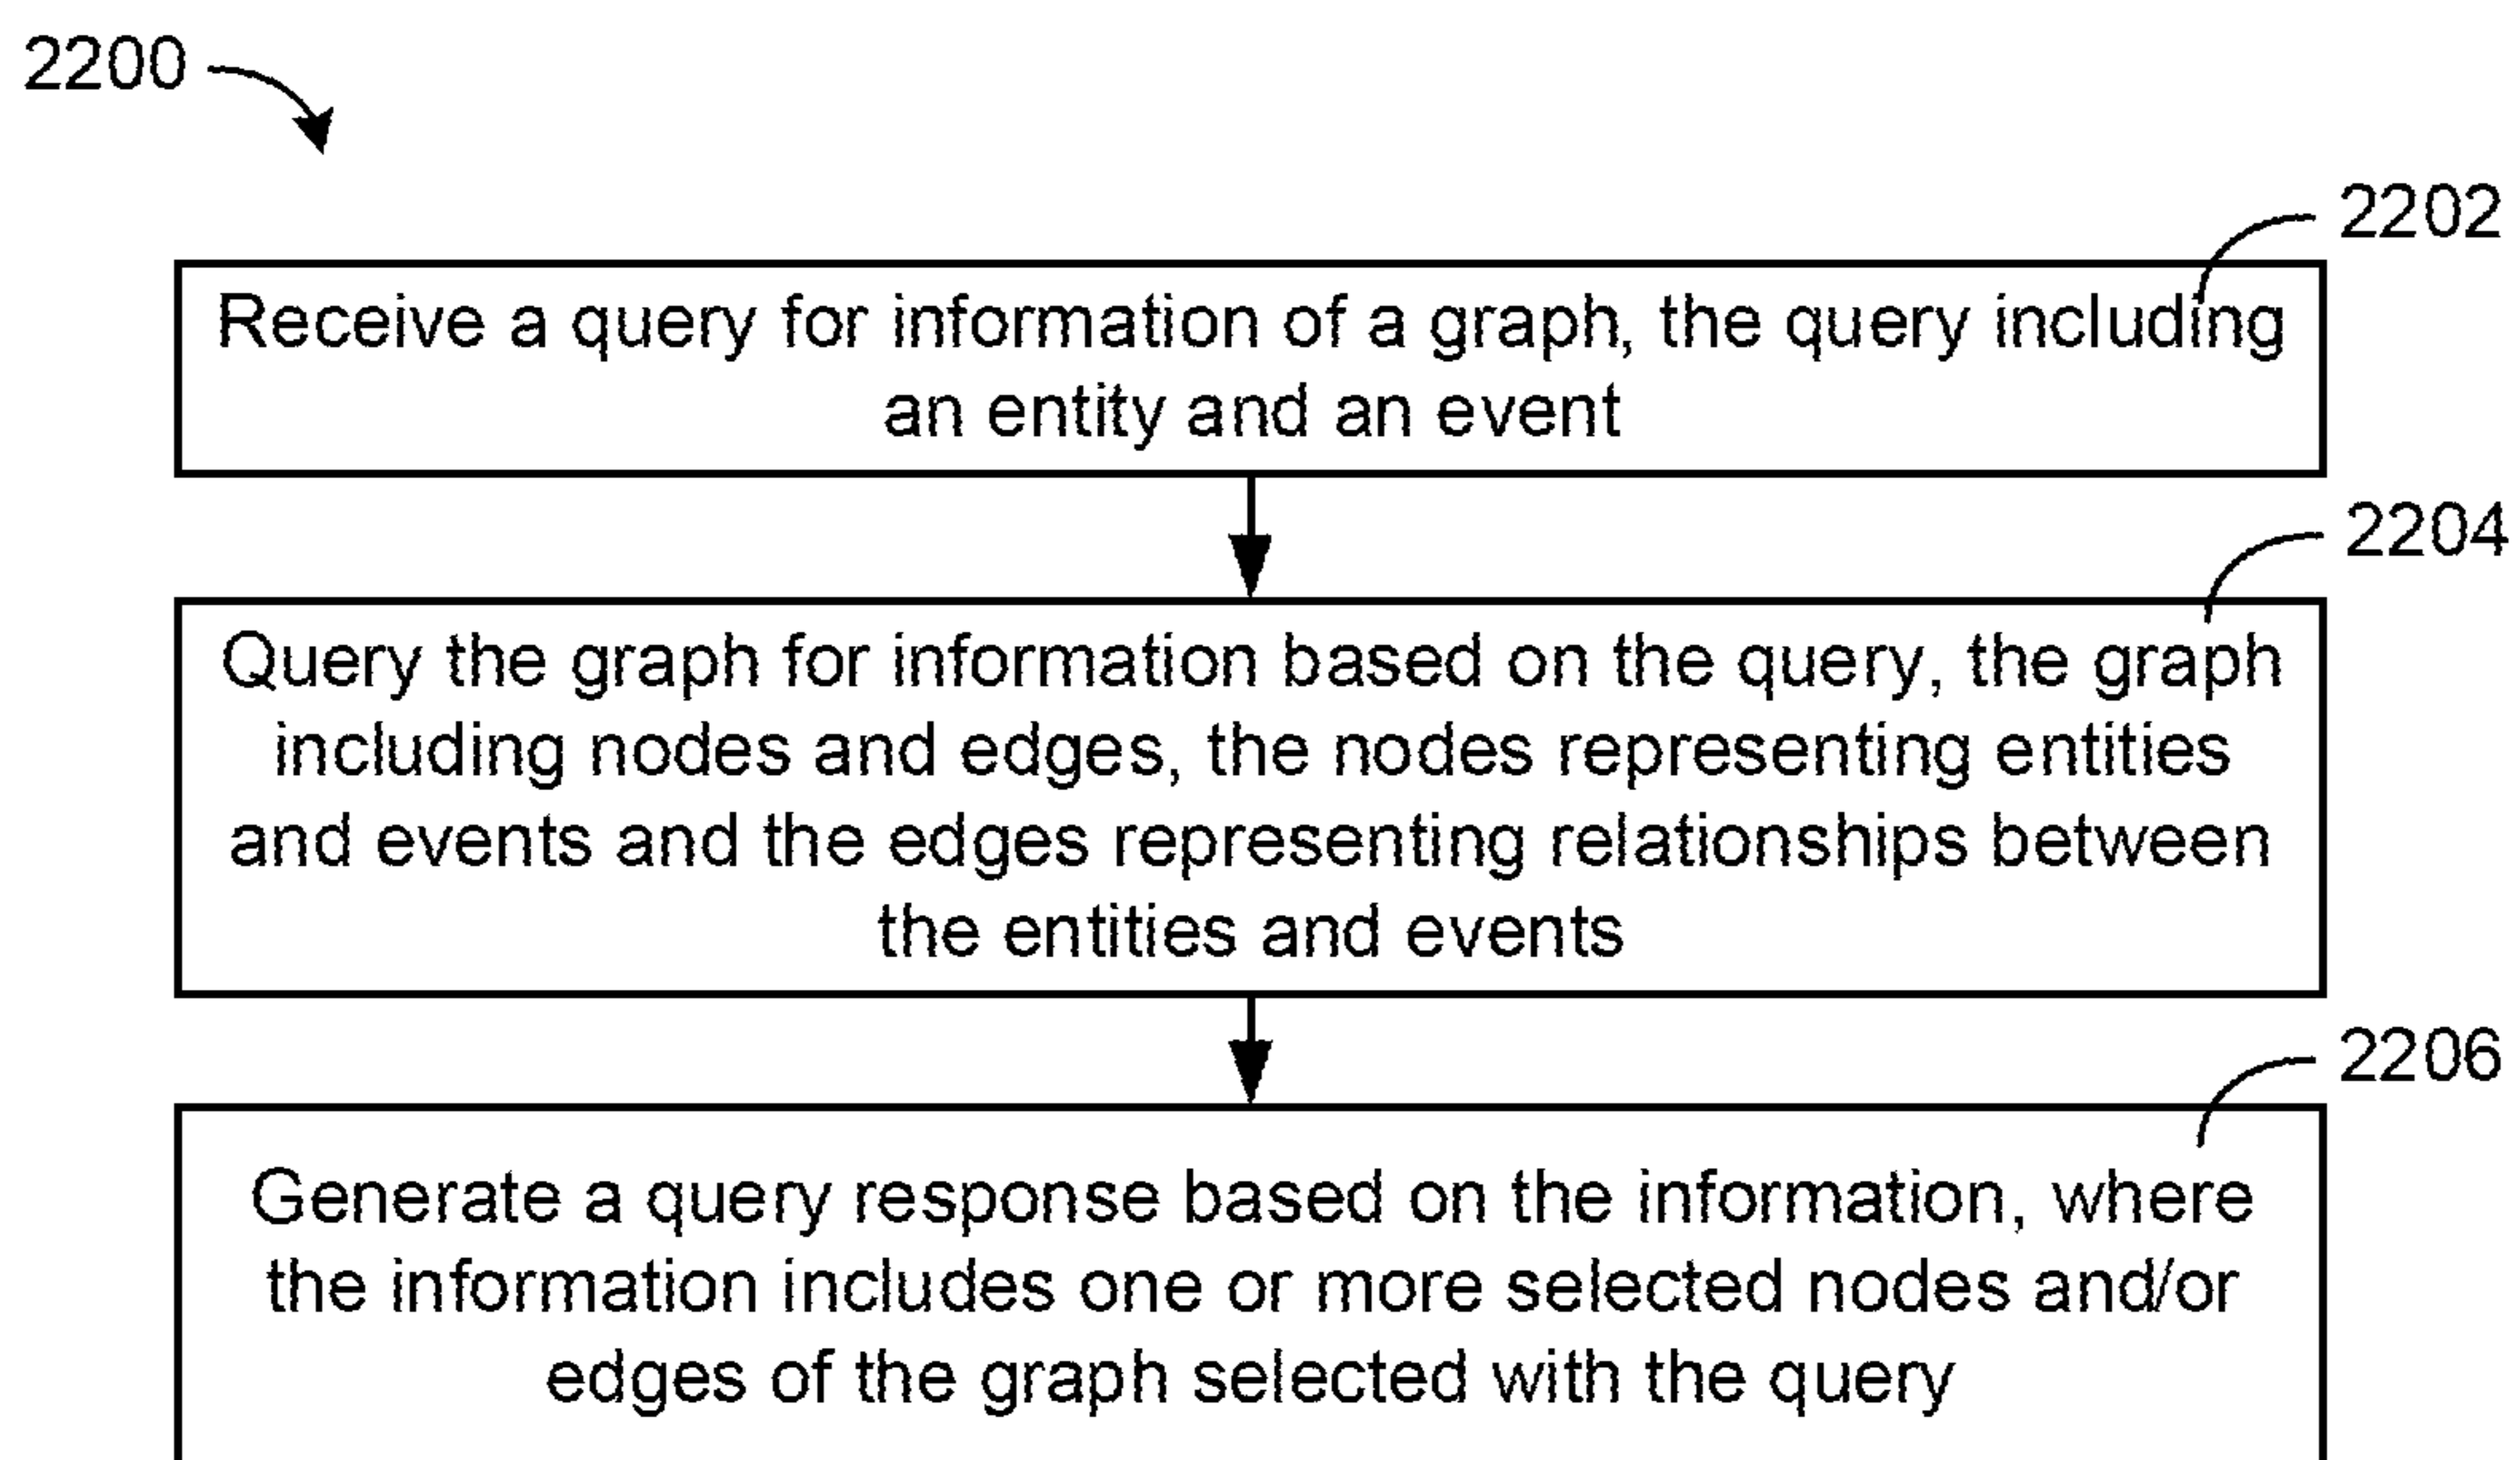 2200
2202
Receive a query for information of a graph, the query including
an entity and an event
2204
Query the graph for information based on the query, the graph
including nodes and edges, the nodes representing entities
and events and the edges representing relationships between
the entities and events
2206
Generate a query response based on the information, where
the information includes one or more selected nodes and/or
edges of the graph selected with the query